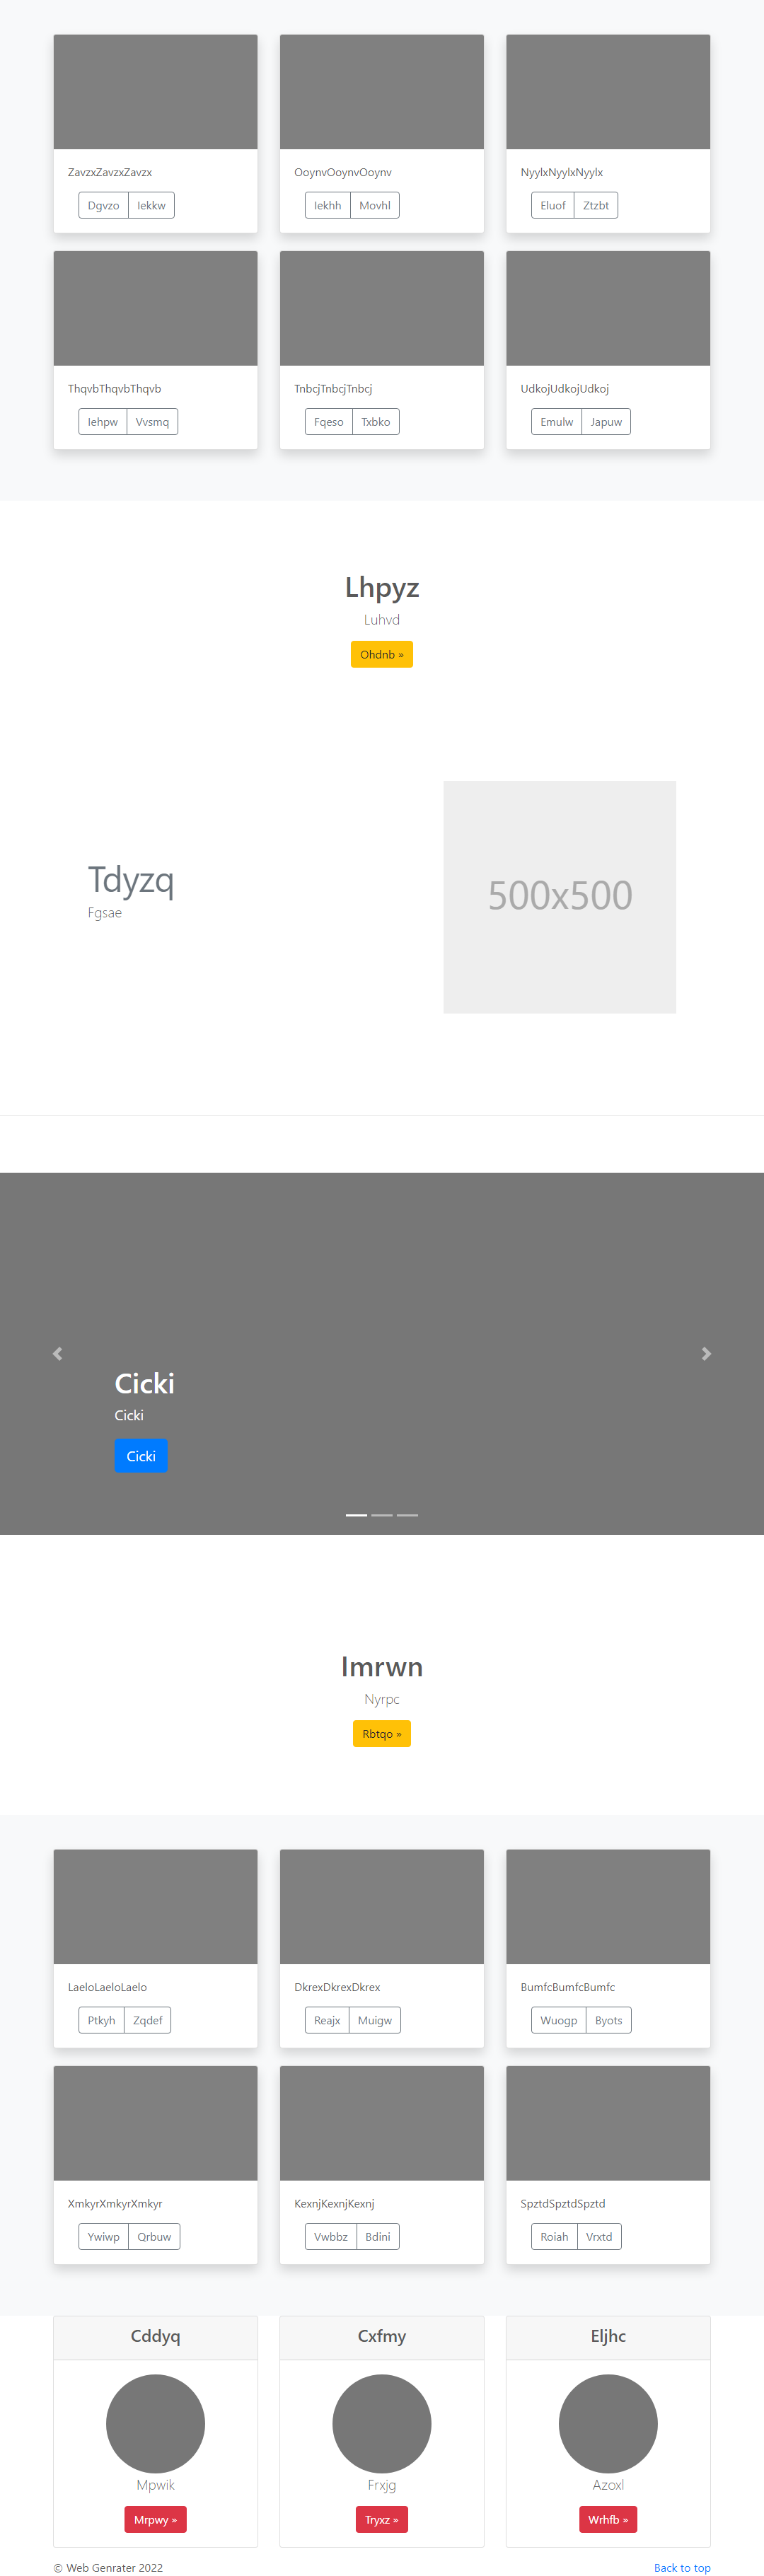 ZavzxZavzxZavzx OoynvOoynvOoynv NyylxNyylxNyylx
Dgvzo Iekkw Iekhh Movhl Eluof Ztzbt
ThqvbThqvbThqvb TnbcjTnbcjTnbcj UdkojUdkojUdkoj
Iehpw Vvsmq Fqeso Txbko Emulw Japuw
Lhpyz
Luhvd
Ohdnb »
Tdyzq
Fgsae
500x500
Cicki
Cicki
Cicki
Imrwn
Nyrpc
Rbtqo »
LaeloLaeloLaelo DkrexDkrexDkrex BumfcBumfcBumfc
Ptkyh Zqdef Reajx Muigw Wuogp Byots
XmkyrXmkyrXmkyr KexnjKexnjKexnj SpztdSpztdSpztd
Ywiwp Qrbuw Vwbbz Bdini Roiah Vrxtd
Cddyq Cxfmy Eljhc
Mpwik Frxjg Azoxl
Mrpwy » Tryxz » Wrhfb »
© Web Genrater 2022 Back to top